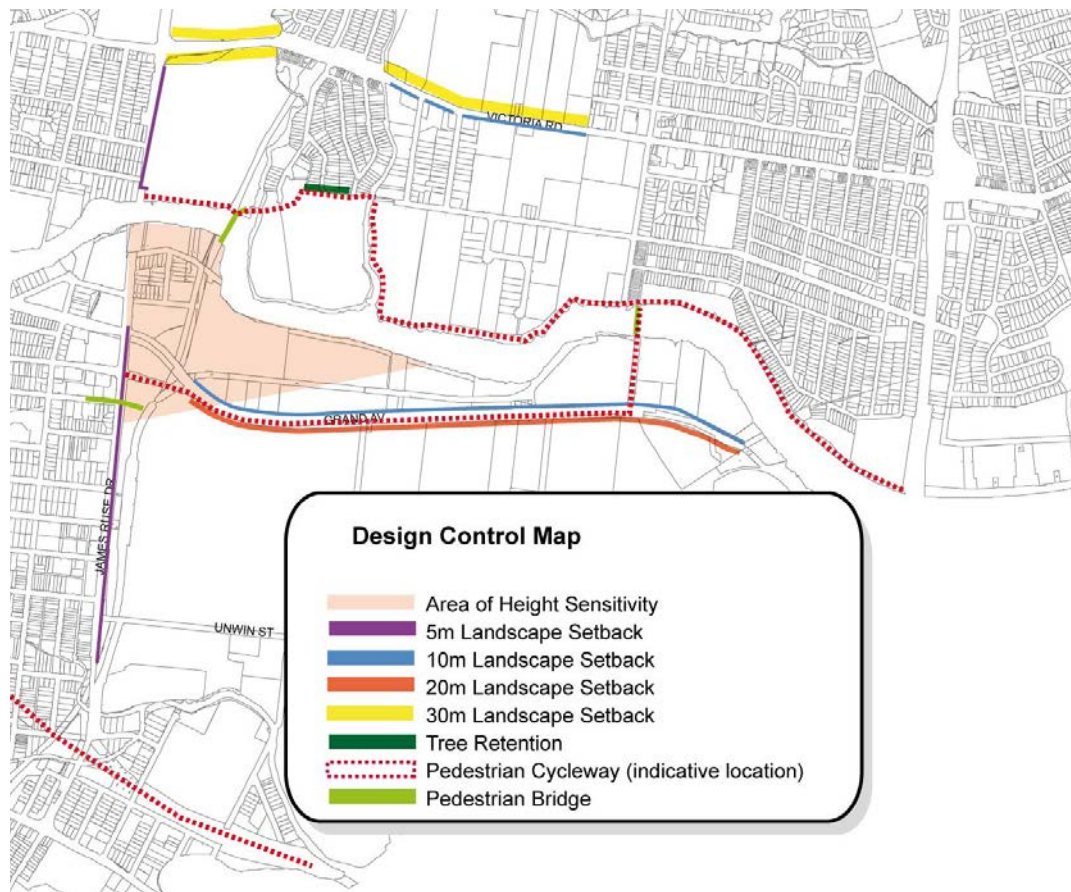 VICTORIA RD
GRAND AV
JAMES RUSE DR
UNWIN ST
Design Control Map
Area of Height Sensitivity
5m Landscape Setback
10m Landscape Setback
20m Landscape Setback
30m Landscape Setback
Tree Retention
Pedestrian Cycleway (indicative location)
Pedestrian Bridge